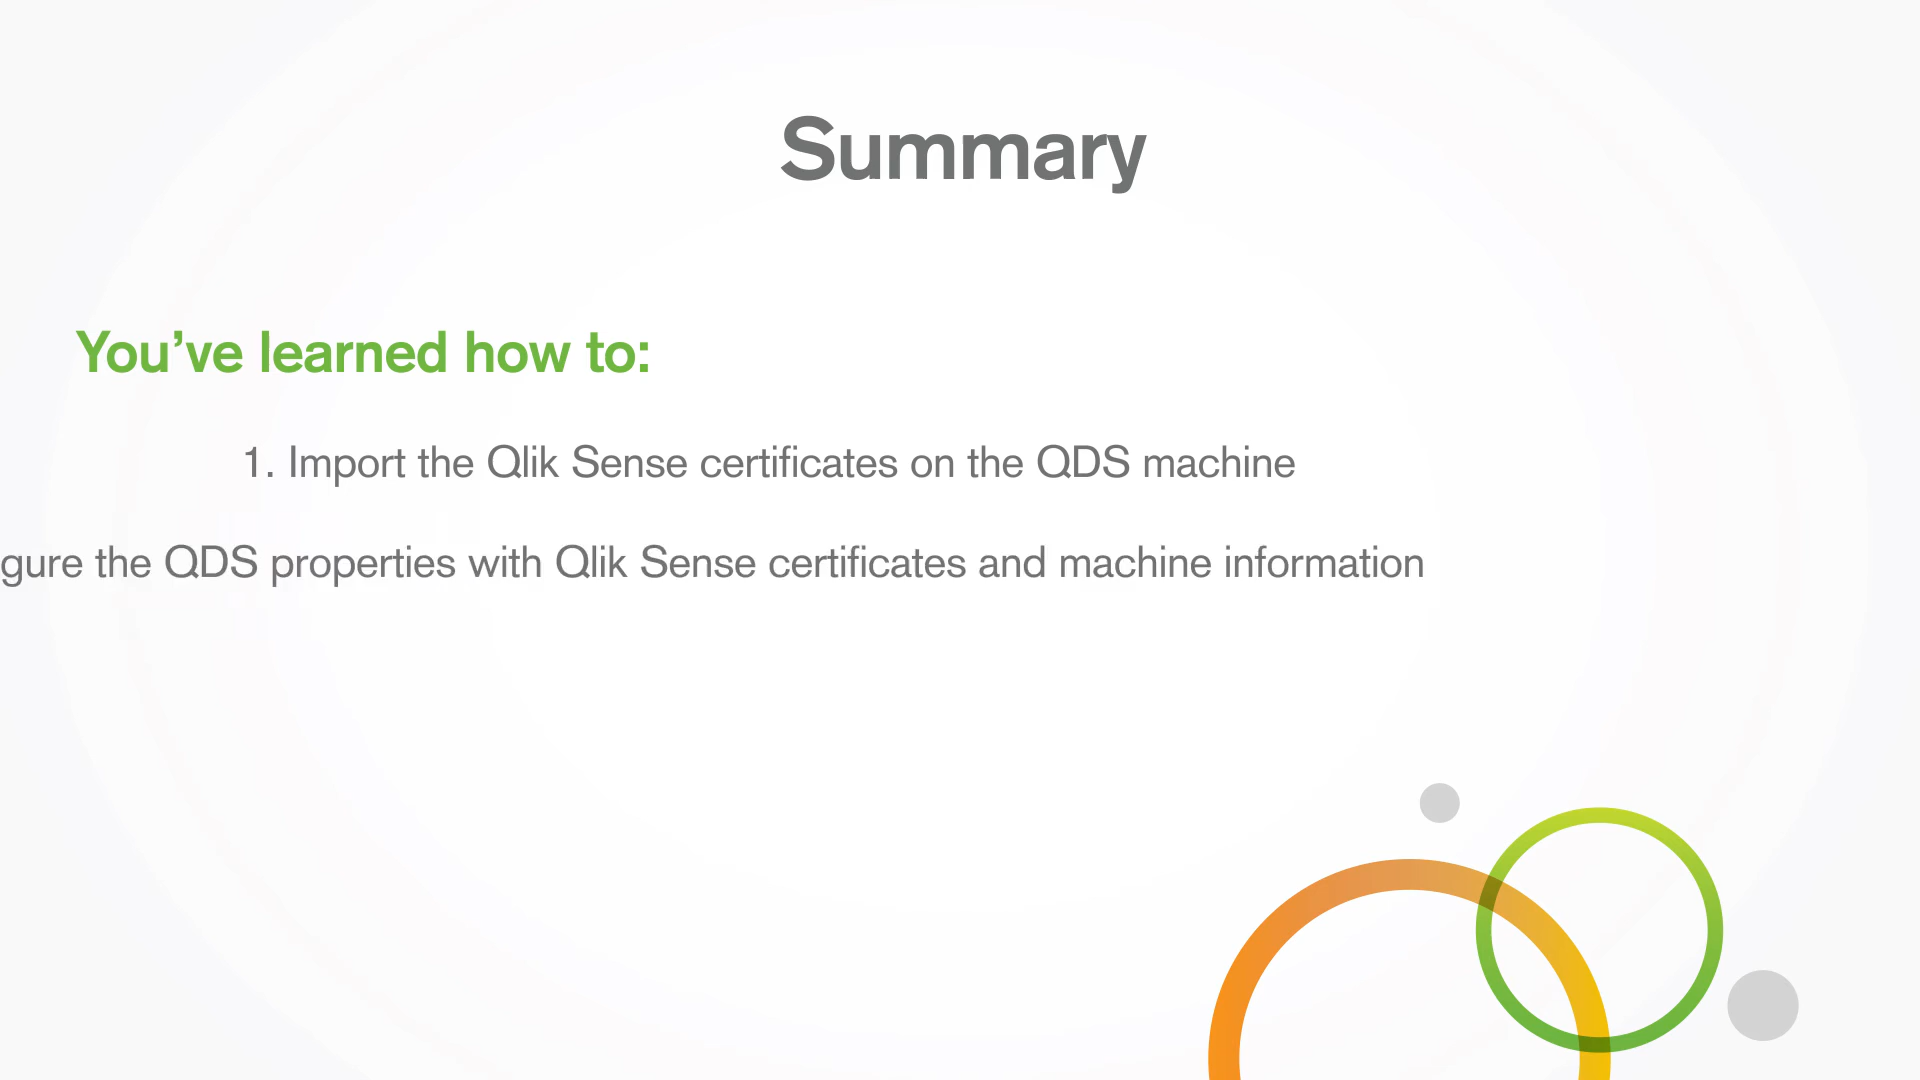 Summary
You’ve learned how to:
1. Import the Qlik Sense certificates on the QDS machine
gure the QDS properties with Qlik Sense certificates and machine information